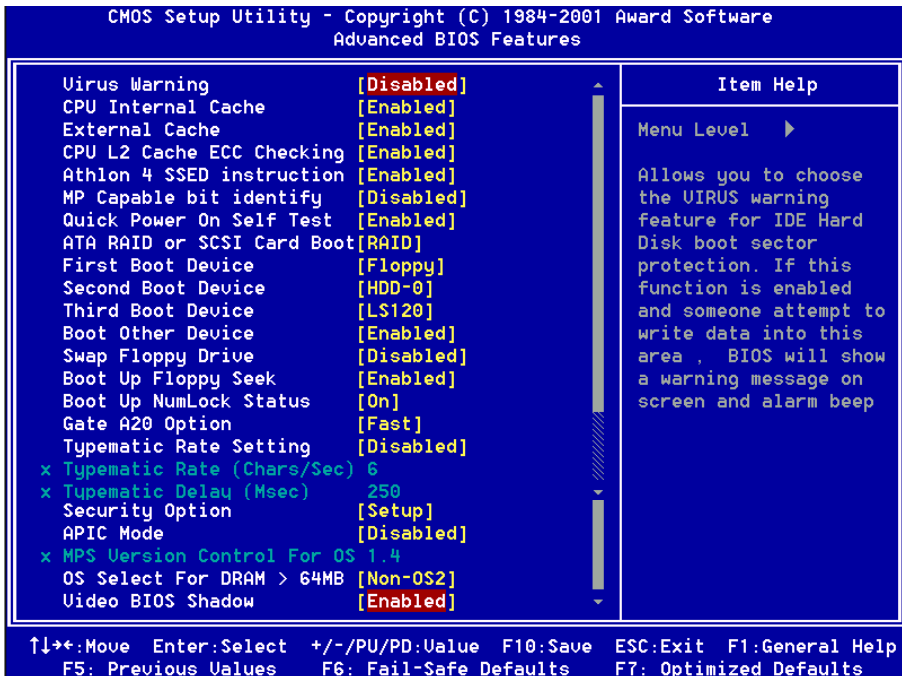 CMOS Setup Utility - Copyright (C) 1984-2001 Award Software
Advanced BIOS Features
Virus Warning [Disabled]
CPU Internal Cache [Enabled]
External Cache [Enabled]
CPU L2 Cache ECC Checking [Enabled]
Athlon 4 SSED instruction [Enabled]
MP Capable bit identify [Disabled]
Quick Power On Self Test [Enabled]
ATA RAID or SCSI Card Boot[RAID]
First Boot Device [Floppy]
Second Boot Device [HDD-0]
Third Boot Device [LS120]
Boot Other Device [Enabled]
Swap Floppy Drive [Disabled]
Boot Up Floppy Seek [Enabled]
Boot Up NumLock Status [On]
Gate A20 Option [Fast]
Typematic Rate Setting [Disabled]
x Typematic Rate (Chars/Sec) 6
x Typematic Delay (Msec) 250
Security Option [Setup]
APIC Mode [Disabled]
x MPS Version Control For OS 1.4
OS Select For DRAM > 64MB [Non-OS2]
Video BIOS Shadow [Enabled]
Item Help
Menu Level ▶
Allows you to choose
the VIRUS warning
feature for IDE Hard
Disk boot sector
protection. If this
function is enabled
and someone attempt to
write data into this
area , BIOS will show
a warning message on
screen and alarm beep
↑↓→←:Move Enter:Select +/-/PU/PD:Value F10:Save ESC:Exit F1:General Help
F5: Previous Values F6: Fail-Safe Defaults F7: Optimized Defaults